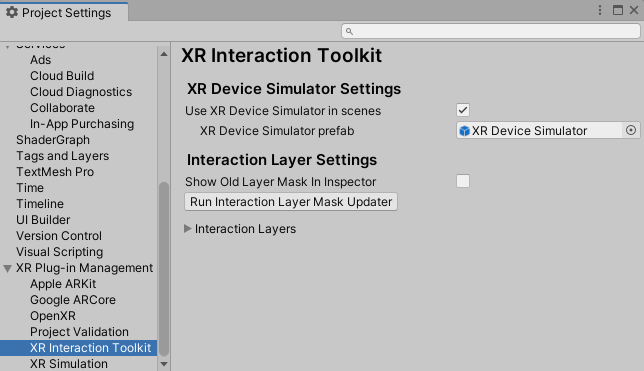 Project Settings
Services
Ads
Cloud Build
Cloud Diagnostics
Collaborate
In-App Purchasing
ShaderGraph
Tags and Layers
TextMesh Pro
Time
Timeline
UI Builder
Version Control
Visual Scripting
XR Plug-in Management
Apple ARKit
Google ARCore
OpenXR
Project Validation
XR Interaction Toolkit
XR Simulation
XR Interaction Toolkit
XR Device Simulator Settings
Use XR Device Simulator in scenes
XR Device Simulator prefab XR Device Simulator
Interaction Layer Settings
Show Old Layer Mask In Inspector
Run Interaction Layer Mask Updater
Interaction Layers